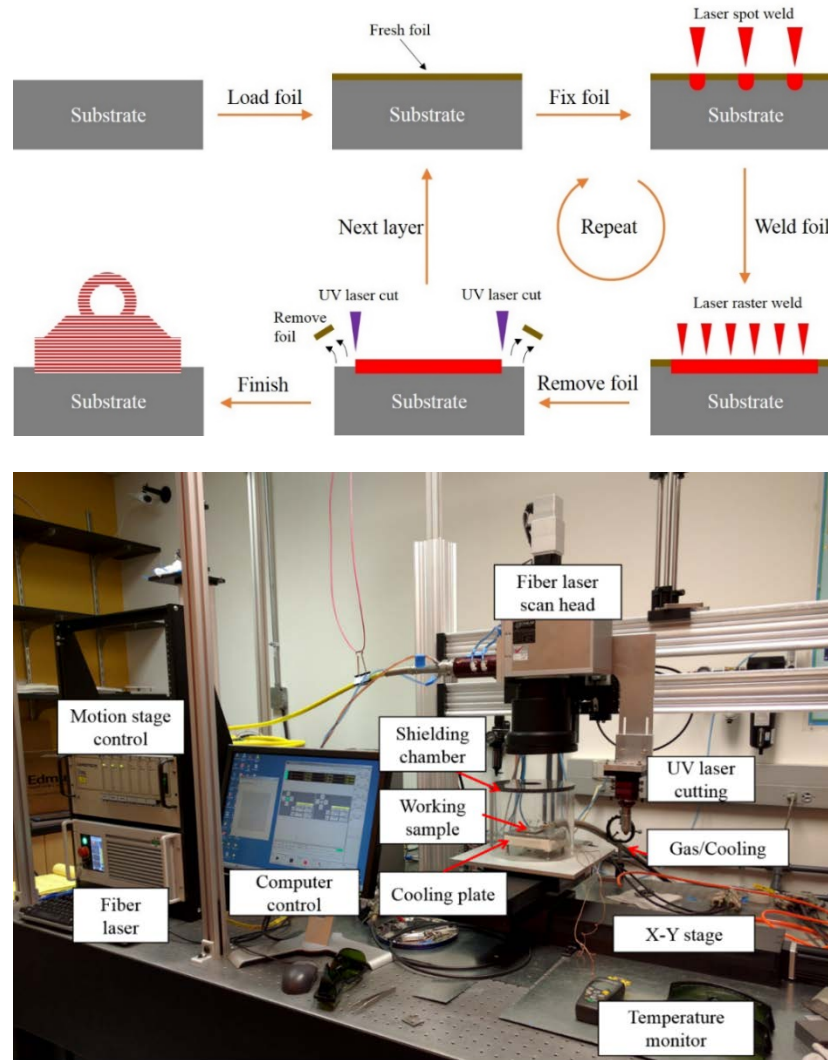 Fresh foil
Laser spot weld
Substrate
Load foil
Substrate
Fix foil
Substrate
Next layer
Repeat
Weld foil
UV laser cut
UV laser cut
Remove
foil
Laser raster weld
Substrate
Finish
Substrate
Remove foil
Substrate
Fiber laser
scan head
Motion stage
control
Shielding
chamber
UV laser
cutting
Working
sample
Gas/Cooling
Cooling plate
Computer
control
Fiber
laser
X-Y stage
Temperature
monitor
Edmu